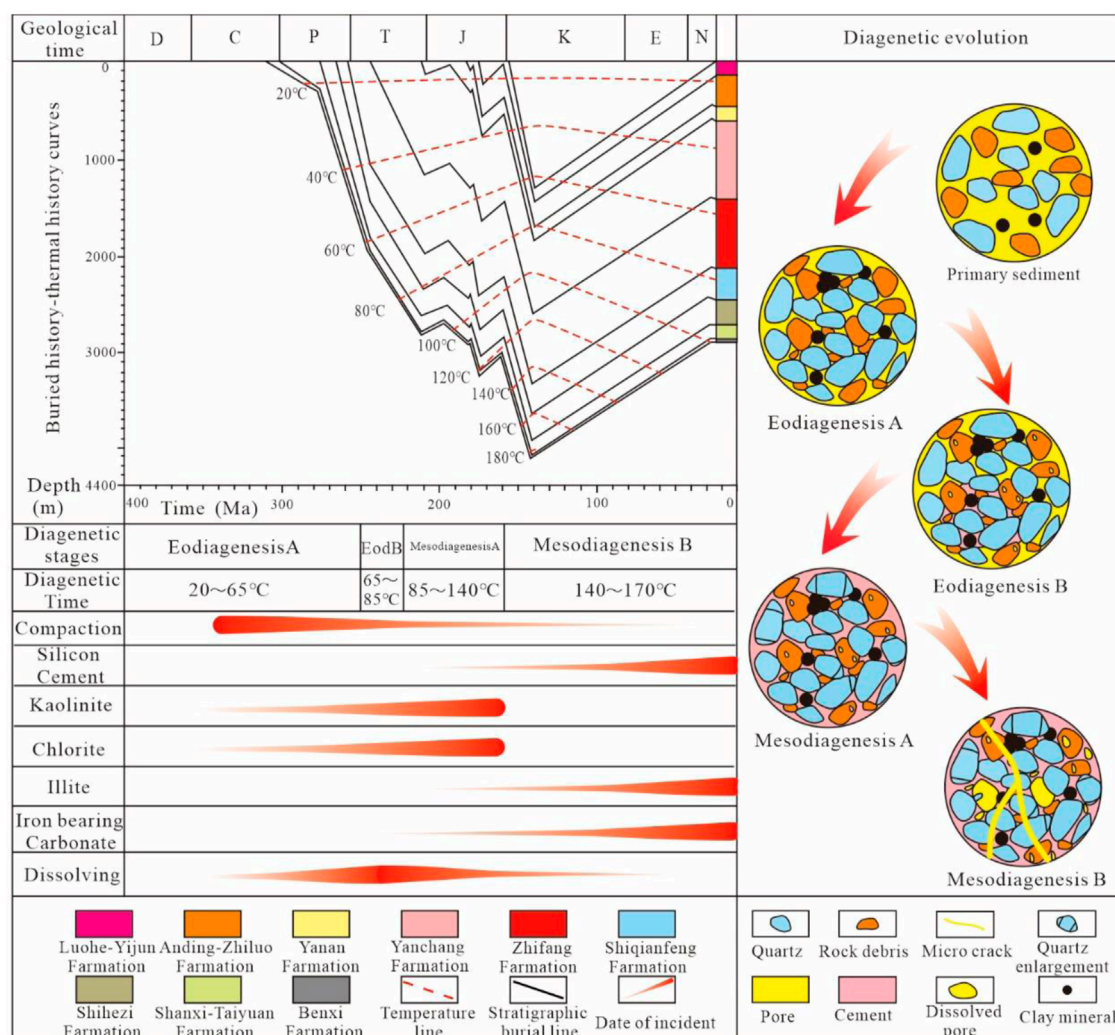 Geological
time
D
C
P
T
J
K
E
N
Diagenetic evolution
Buried history-thermal history curves
0
1000
2000
3000
4400
Depth
(m)
20℃
40℃
60℃
80℃
100℃
120℃
140℃
160℃
180℃
400
Time (Ma)
300
200
100
0
Primary sediment
Eodiagenesis A
Eodiagenesis B
Mesodiagenesis A
Mesodiagenesis B
Diagenetic
stages
EodiagenesisA
EodB
MesodiagenesisA
Mesodiagenesis B
Diagenetic
Time
20～65℃
65～
85℃
85～140℃
140～170℃
Compaction
Silicon
Cement
Kaolinite
Chlorite
Illite
Iron bearing
Carbonate
Dissolving
Luohe-Yijun
Farmation
Anding-Zhiluo
Farmation
Yanan
Farmation
Yanchang
Farmation
Zhifang
Farmation
Shiqianfeng
Farmation
Shihezi
Farmation
Shanxi-Taiyuan
Farmation
Benxi
Farmation
Temperature
line
Stratigraphic
burial line
Date of incident
Quartz
Rock debris
Micro crack
Quartz
enlargement
Pore
Cement
Dissolved
pore
Clay mineral